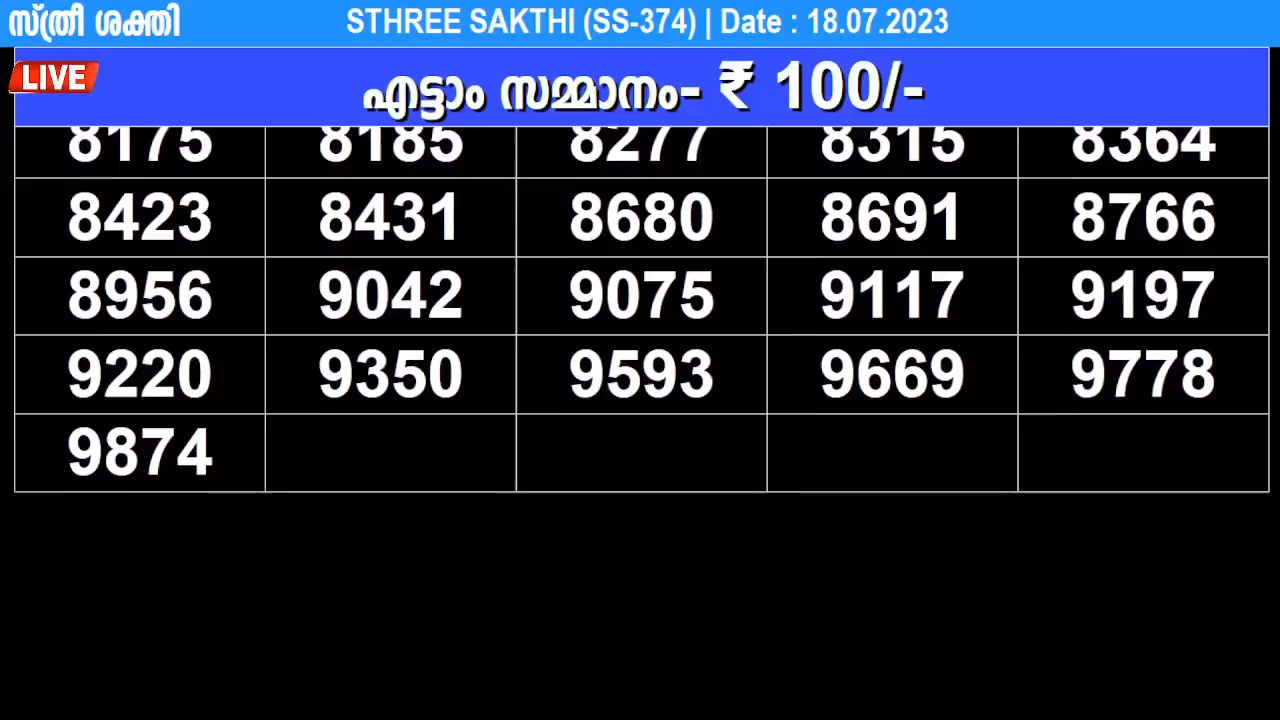 സ്ത്രീ ശക്തി STHREE SAKTHI (SS-374) | Date : 18.07.2023
LIVE
എട്ടാം സമ്മാനം- ₹ 100/-
8175 8185 8277 8315 8364
8423 8431 8680 8691 8766
8956 9042 9075 9117 9197
9220 9350 9593 9669 9778
9874